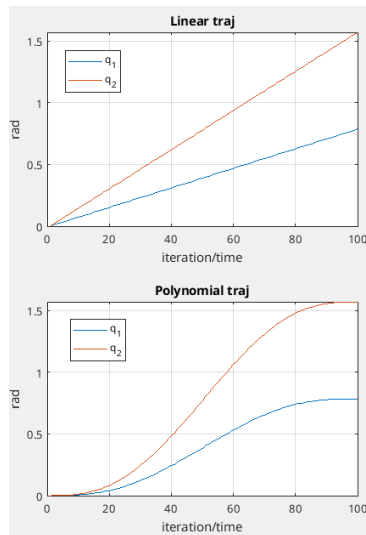 Linear traj
1.5
1
0.5
0
q1
q2
rad
0 20 40 60 80 100
iteration/time
Polynomial traj
1.5
1
0.5
0
q1
q2
rad
0 20 40 60 80 100
iteration/time